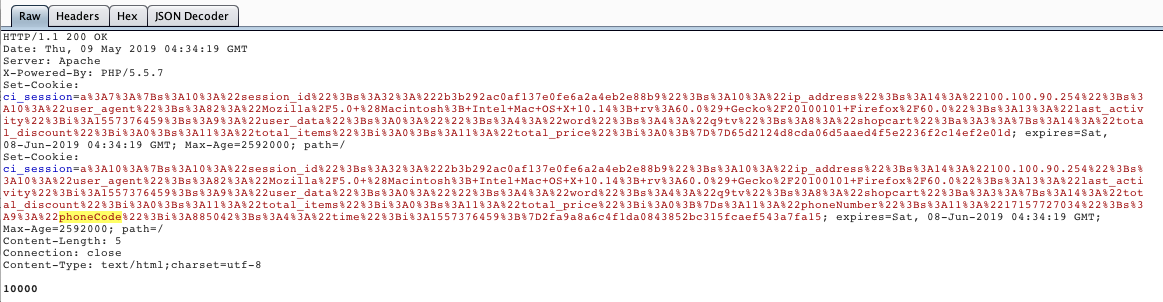 Raw Headers Hex JSON Decoder
HTTP/1.1 200 OK
Date: Thu, 09 May 2019 04:34:19 GMT
Server: Apache
X-Powered-By: PHP/5.5.7
Set-Cookie:
ci_session=a%3A7%3A%7Bs%3A10%3A%22session_id%22%3Bs%3A32%3A%222b3b292ac0af137e0fe6a2a4eb2e88b9%22%3Bs%3A10%3A%22ip_address%22%3Bs%3A14%3A%22100.100.90.254%22%3Bs%3
A10%3A%22user_agent%22%3Bs%3A82%3A%22Mozilla%2F5.0+%28Macintosh%3B+Intel+Mac+OS+X+10.14%3B+rv%3A60.0%29+Gecko%2F20100101+Firefox%2F60.0%22%3Bs%3A13%3A%22last_activ
ity%22%3Bi%3A1557376459%3Bs%3A9%3A%22user_data%22%3Bs%3A0%3A%22%22%3Bs%3A4%3A%22word%22%3Bs%3A4%3A%22q9tv%22%3Bs%3A8%3A%22shopcart%22%3Ba%3A3%3A%7Bs%3A14%3A%22tota
l_discount%22%3Bi%3A0%3Bs%3A11%3A%22total_items%22%3Bi%3A0%3Bs%3A11%3A%22total_price%22%3Bi%3A0%3B%7D%7D65d2124d8cda06d5aaed4f5e2236f2c14ef2e01d; expires=Sat,
08-Jun-2019 04:34:19 GMT; Max-Age=2592000; path=/
Set-Cookie:
ci_session=a%3A10%3A%7Bs%3A10%3A%22session_id%22%3Bs%3A32%3A%222b3b292ac0af137e0fe6a2a4eb2e88b9%22%3Bs%3A10%3A%22ip_address%22%3Bs%3A14%3A%22100.100.90.254%22%3Bs%
3A10%3A%22user_agent%22%3Bs%3A82%3A%22Mozilla%2F5.0+%28Macintosh%3B+Intel+Mac+OS+X+10.14%3B+rv%3A60.0%29+Gecko%2F20100101+Firefox%2F60.0%22%3Bs%3A13%3A%22last_acti
vity%22%3Bi%3A1557376459%3Bs%3A9%3A%22user_data%22%3Bs%3A0%3A%22%22%3Bs%3A4%3A%22word%22%3Bs%3A4%3A%22q9tv%22%3Bs%3A8%3A%22shopcart%22%3Ba%3A3%3A%7Bs%3A14%3A%22tot
al_discount%22%3Bi%3A0%3Bs%3A11%3A%22total_items%22%3Bi%3A0%3Bs%3A11%3A%22total_price%22%3Bi%3A0%3B%7Ds%3A11%3A%22phoneNumber%22%3Bs%3A11%3A%2217157727034%22%3Bs%3
A9%3A%22phoneCode%22%3Bi%3A885042%3Bs%3A4%3A%22time%22%3Bi%3A1557376459%3B%7D2fa9a8a6c4f1da0843852bc315fcaef543a7fa15; expires=Sat, 08-Jun-2019 04:34:19 GMT;
Max-Age=2592000; path=/
Content-Length: 5
Connection: close
Content-Type: text/html;charset=utf-8
10000